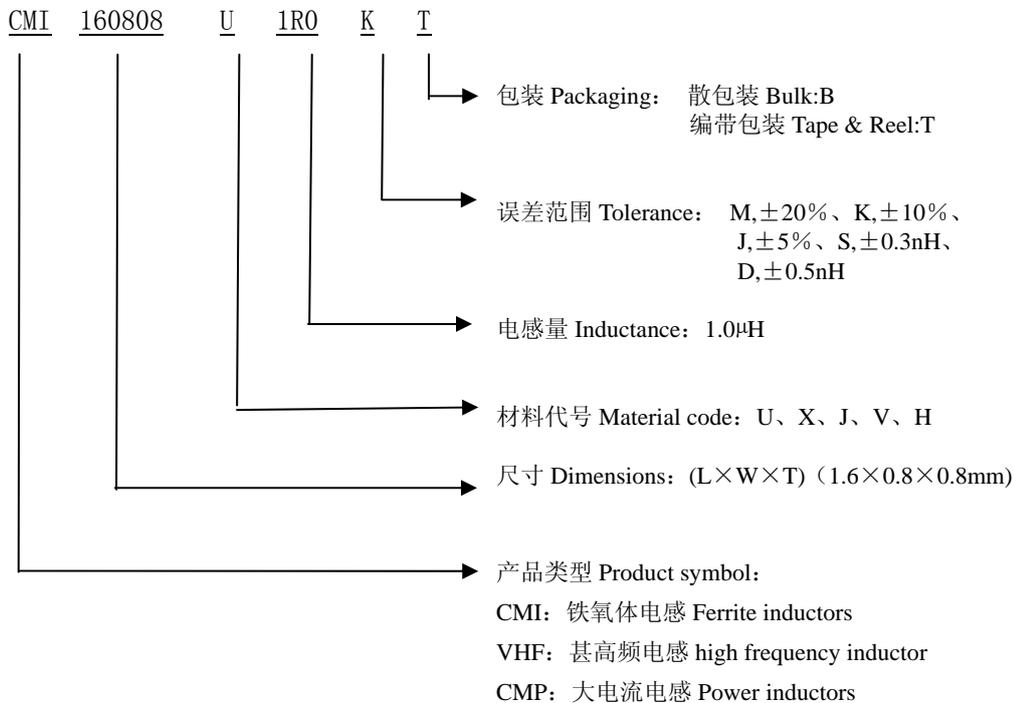 CMI 160808 U 1R0 K T
包装 Packaging： 散包装 Bulk:B
编带包装 Tape & Reel:T
误差范围 Tolerance： M,±20%、K,±10%、
J,±5%、S,±0.3nH、
D,±0.5nH
电感量 Inductance：1.0μH
材料代号 Material code：U、X、J、V、H
尺寸 Dimensions：(L×W×T)（1.6×0.8×0.8mm)
产品类型 Product symbol：
CMI：铁氧体电感 Ferrite inductors
VHF：甚高频电感 high frequency inductor
CMP：大电流电感 Power inductors